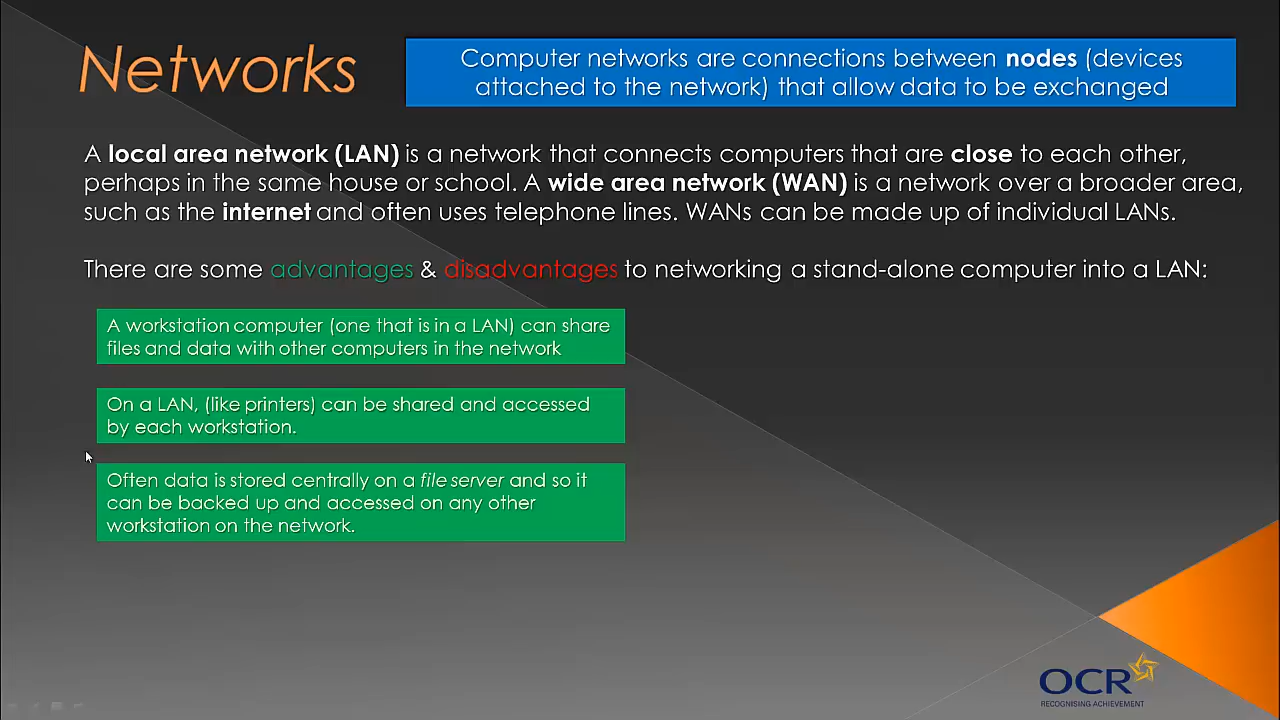 Networks
Computer networks are connections between nodes (devices
attached to the network) that allow data to be exchanged
A local area network (LAN) is a network that connects computers that are close to each other,
perhaps in the same house or school. A wide area network (WAN) is a network over a broader area,
such as the internet and often uses telephone lines. WANs can be made up of individual LANs.
There are some advantages & disadvantages to networking a stand-alone computer into a LAN:
A workstation computer (one that is in a LAN) can share
files and data with other computers in the network
On a LAN, (like printers) can be shared and accessed
by each workstation.
Often data is stored centrally on a file server and so it
can be backed up and accessed on any other
workstation on the network.
OCR
RECOGNISING ACHIEVEMENT